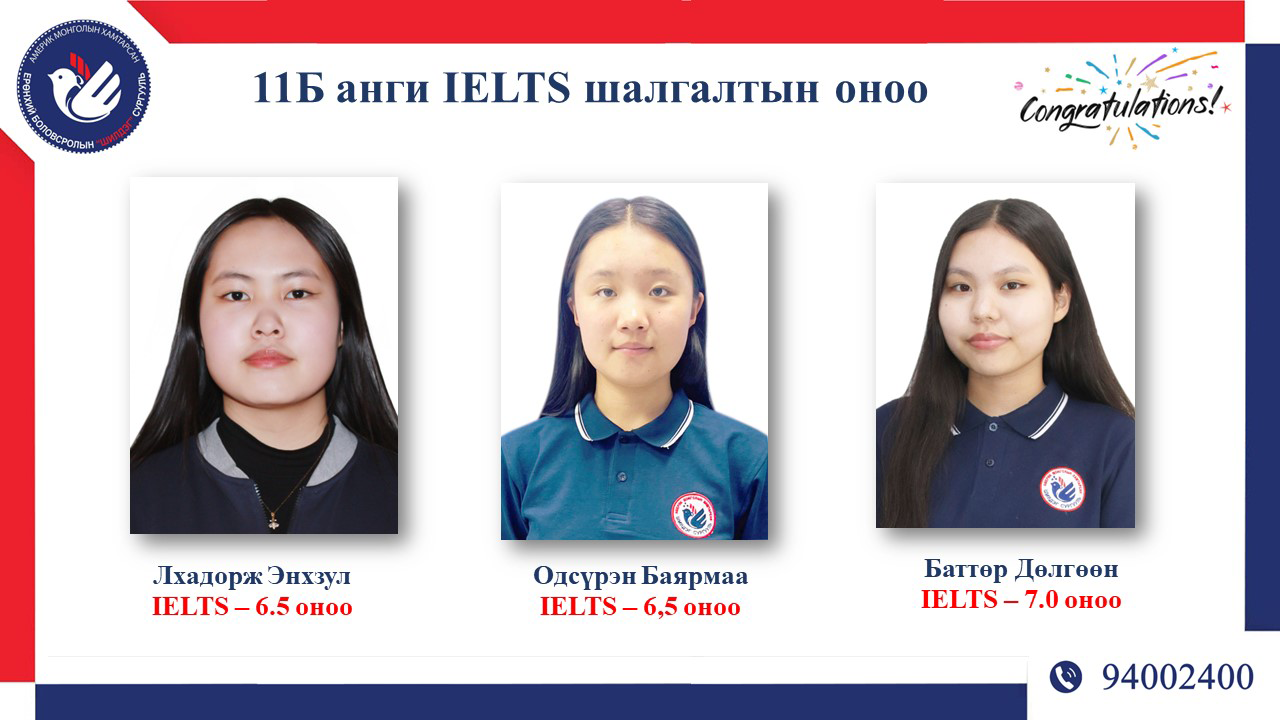 АМЕРИК МОНГОЛЫН ХАМТАРСАН
ЕРӨНХИЙ БОЛОВСРОЛЫН "ШИЛДЭГ" СУРГУУЛЬ
11Б анги IELTS шалгалтын оноо
Congratulations!
Лхадорж Энхзул
IELTS – 6.5 оноо
Одсүрэн Баярмаа
IELTS – 6,5 оноо
Баттөр Дөлгөөн
IELTS – 7.0 оноо
94002400